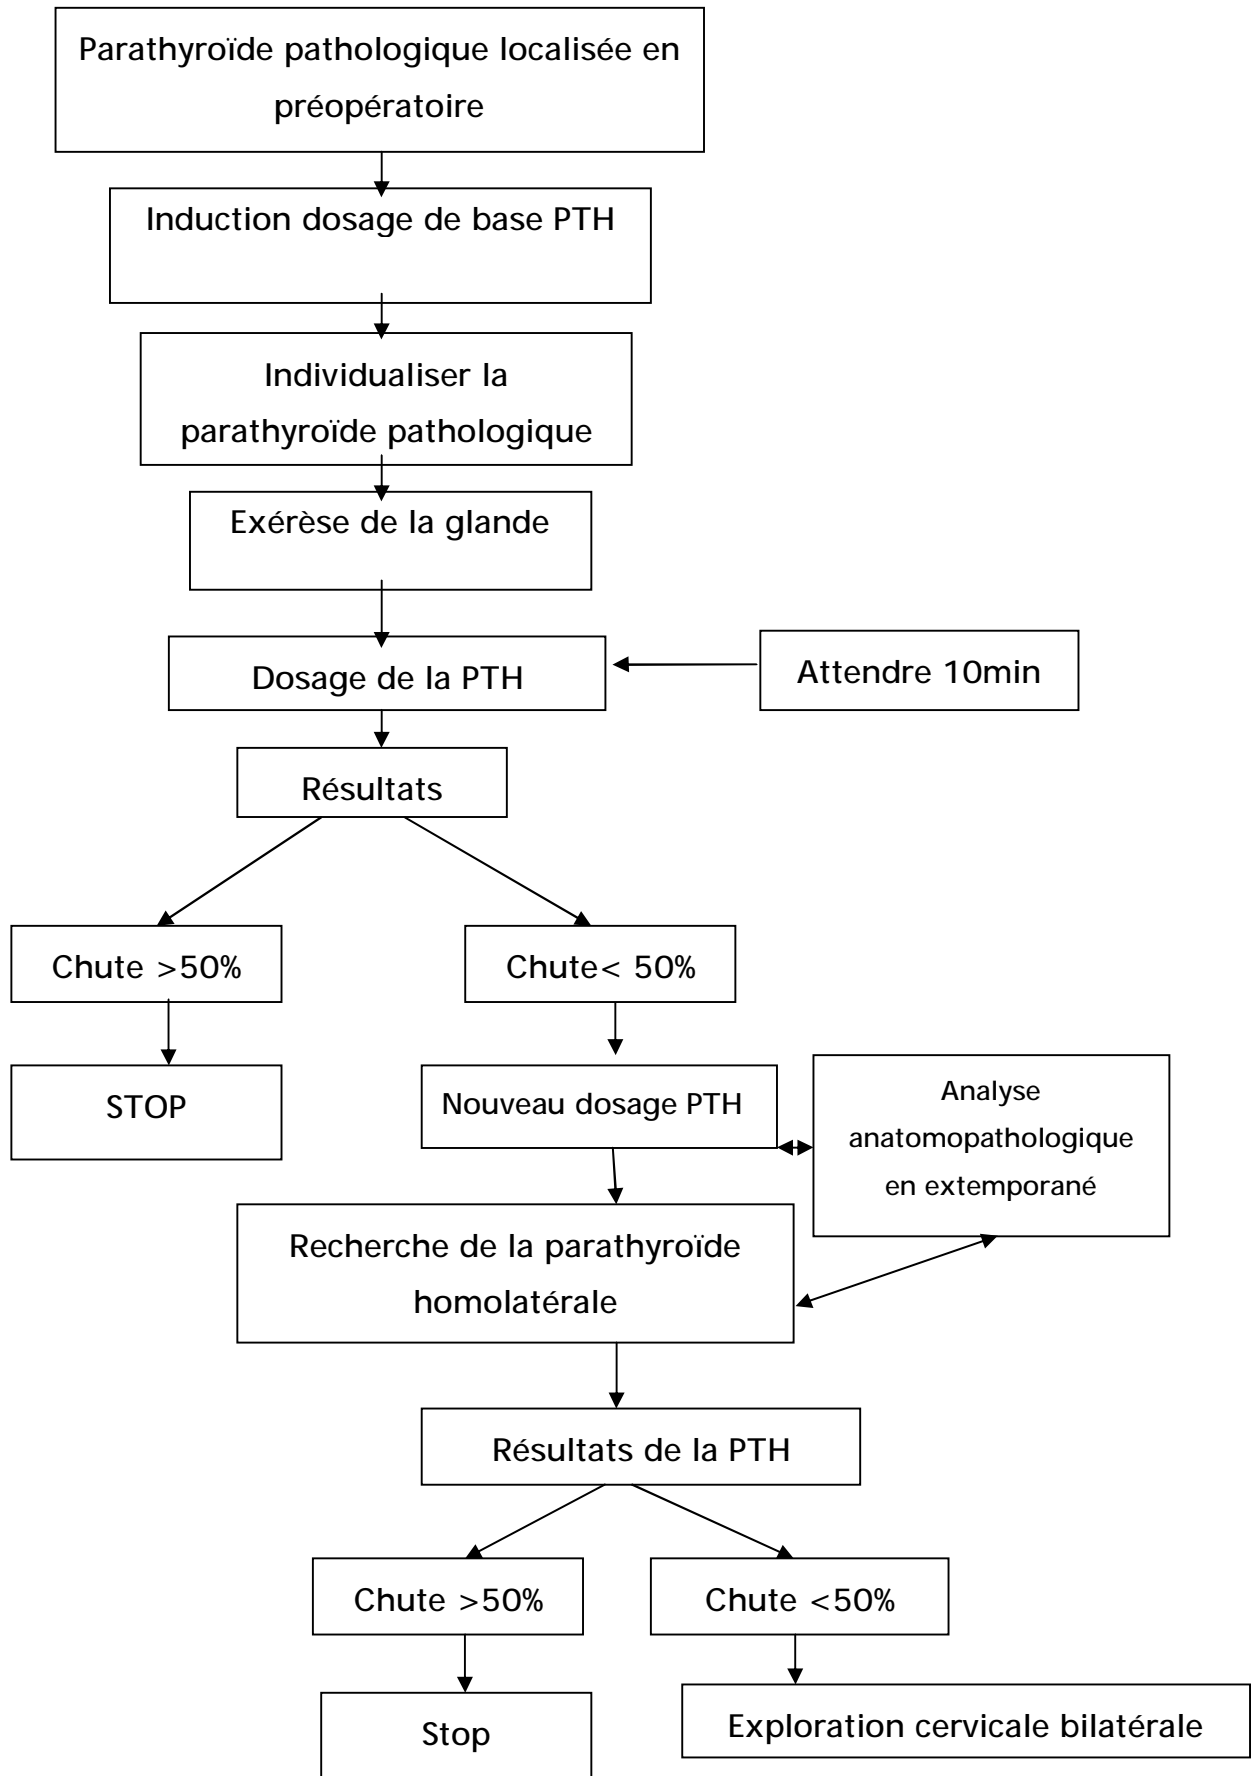 Parathyroïde pathologique localisée en
préopératoire
Induction dosage de base PTH
Individualiser la
parathyroïde pathologique
Exérèse de la glande
Dosage de la PTH
Attendre 10min
Résultats
Chute >50%
Chute< 50%
STOP
Nouveau dosage PTH
Analyse
anatomopathologique
en extemporané
Recherche de la parathyroïde
homolatérale
Résultats de la PTH
Chute >50%
Chute <50%
Stop
Exploration cervicale bilatérale